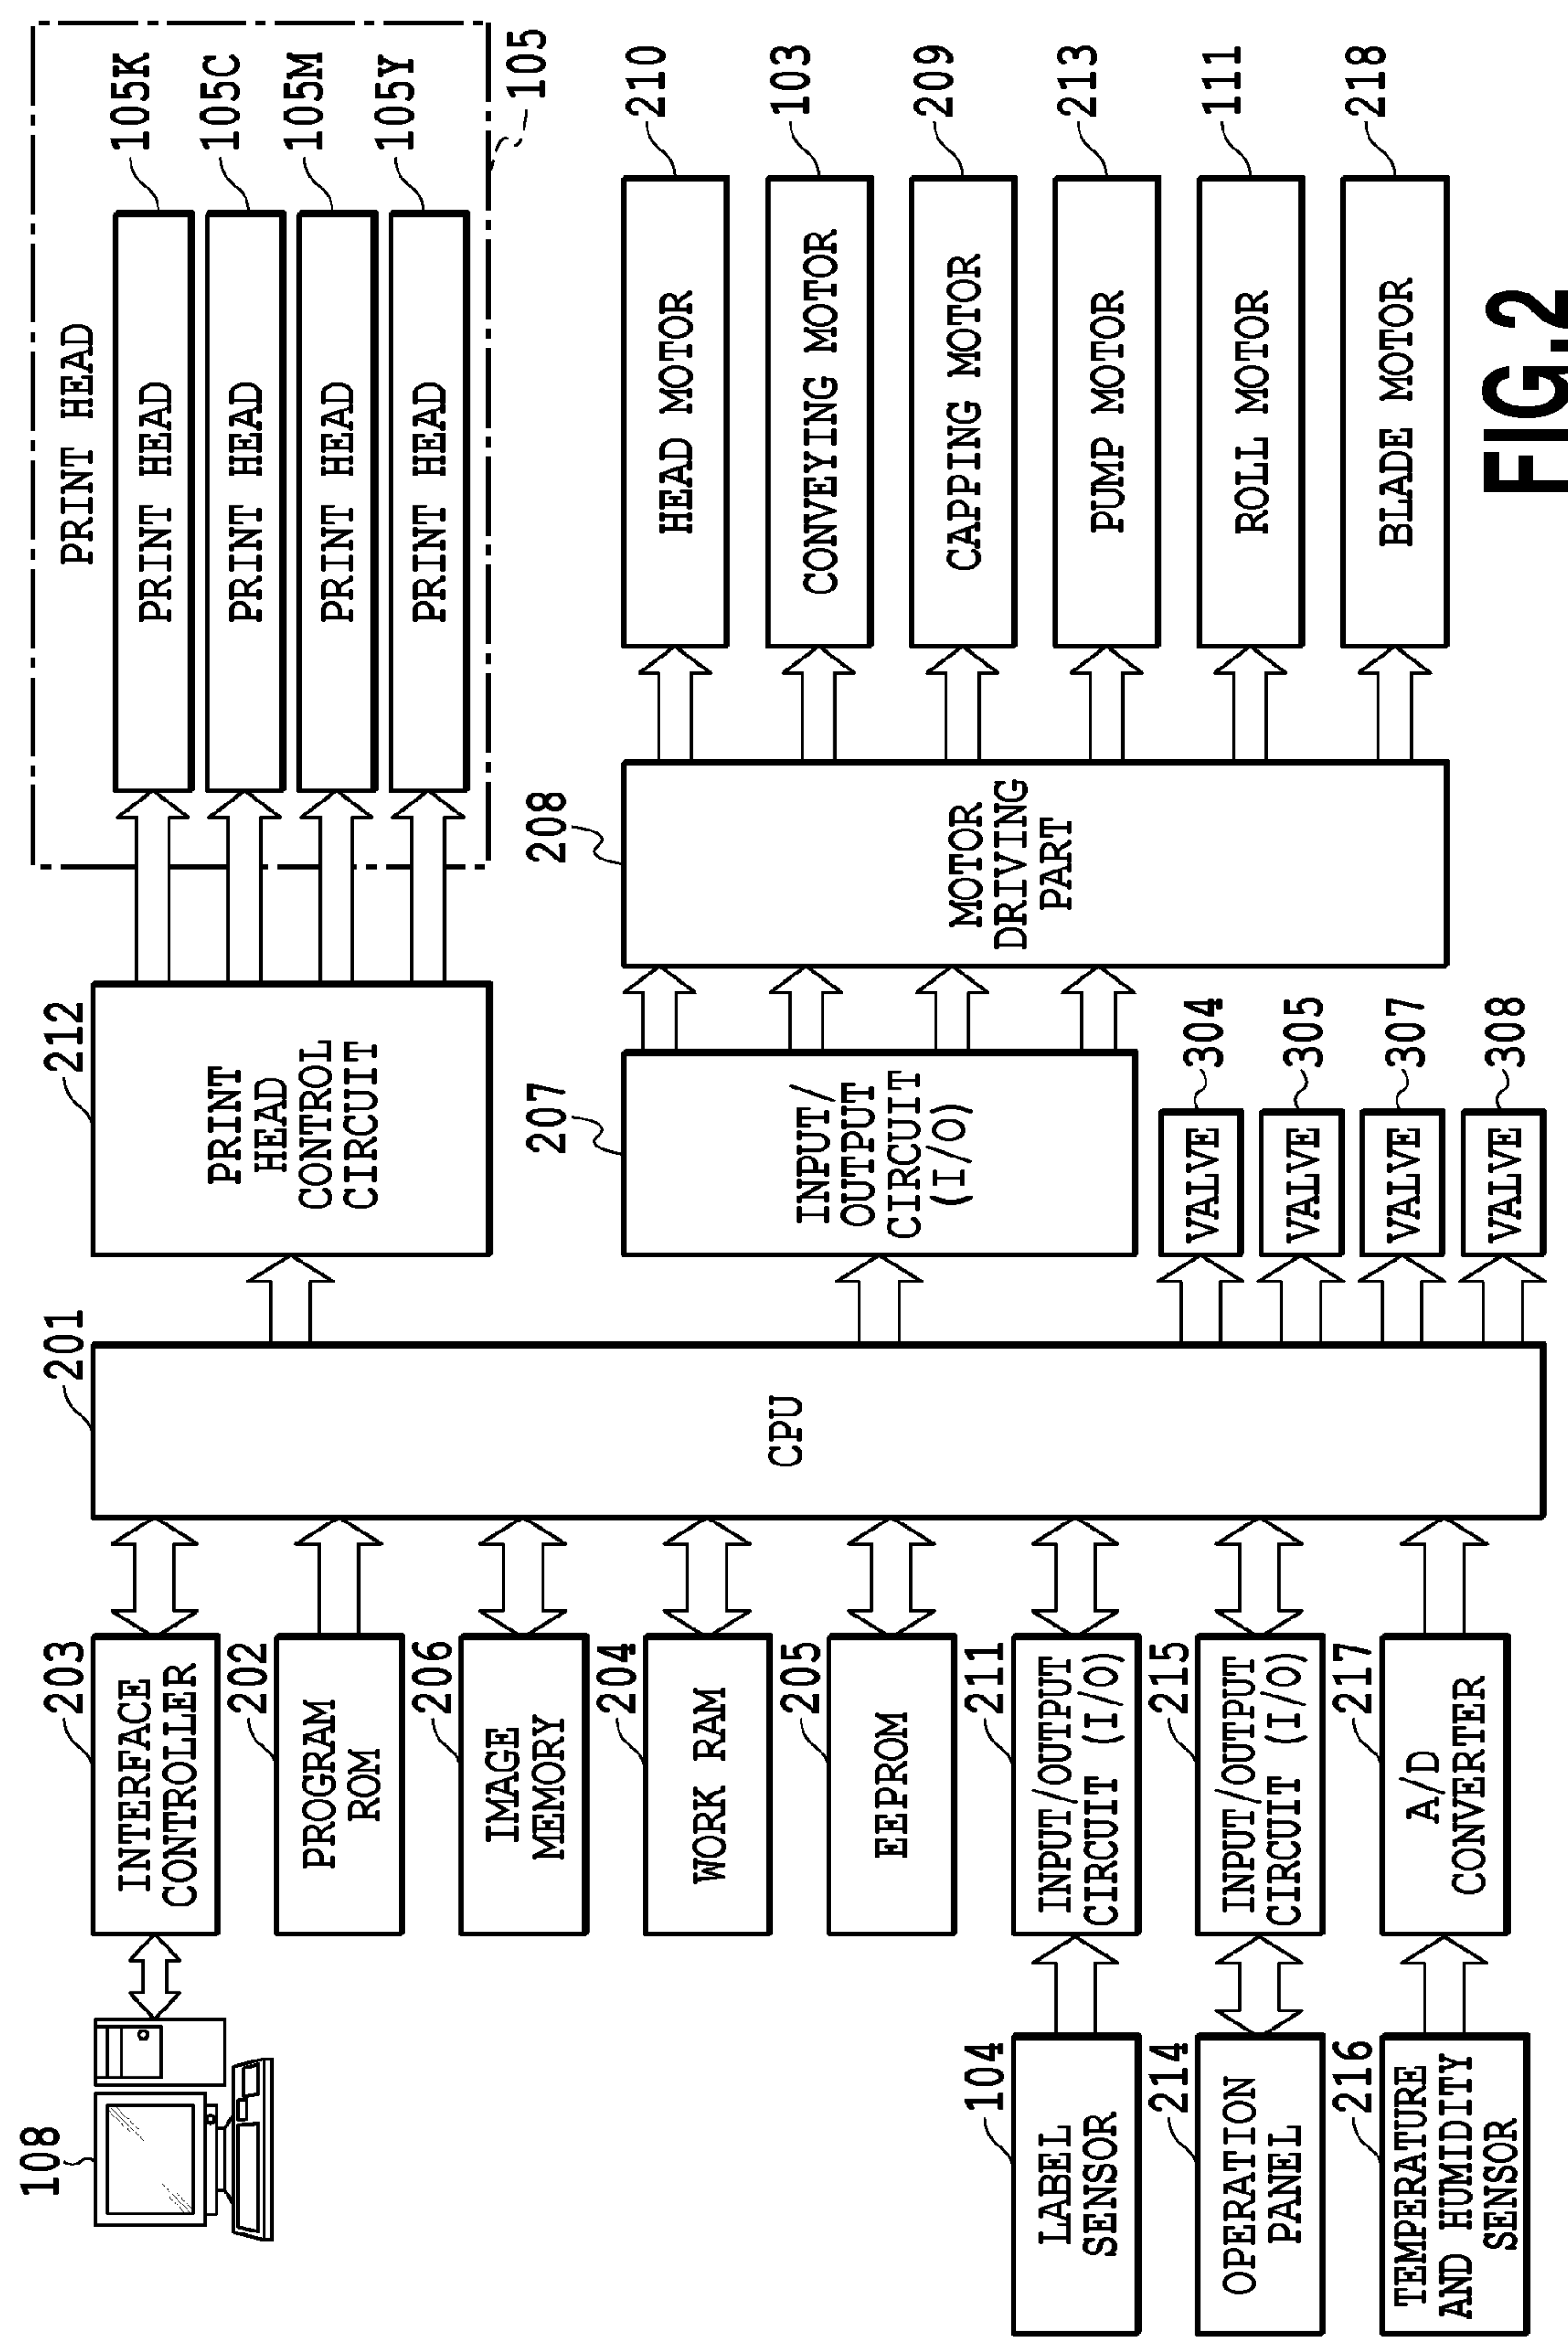 108
203
INTERFACE
CONTROLLER
202
PROGRAM
ROM
206
IMAGE
MEMORY
204
WORK RAM
205
EEPROM
104
LABEL
SENSOR
211
INPUT/OUTPUT
CIRCUIT (I/O)
214
OPERATION
PANEL
215
INPUT/OUTPUT
CIRCUIT (I/O)
216
TEMPERATURE
AND HUMIDITY
SENSOR
217
A/D
CONVERTER
201
CPU
212
PRINT
HEAD
CONTROL
CIRCUIT
PRINT HEAD
PRINT HEAD
105K
PRINT HEAD
105C
PRINT HEAD
105M
PRINT HEAD
105Y
105
207
INPUT/
OUTPUT
CIRCUIT
(I/O)
208
MOTOR
DRIVING
PART
HEAD MOTOR
210
CONVEYING MOTOR
103
CAPPING MOTOR
209
PUMP MOTOR
213
ROLL MOTOR
111
BLADE MOTOR
218
VALVE
304
VALVE
305
VALVE
307
VALVE
308
FIG.2